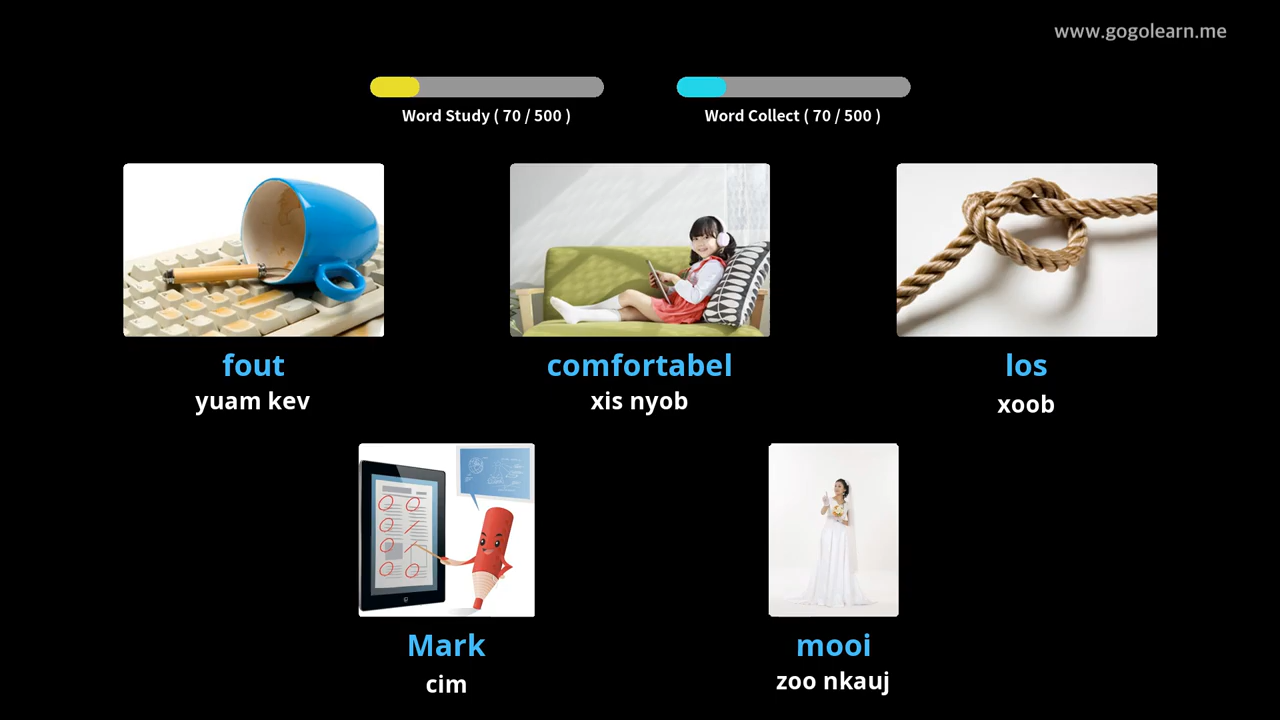 www.gogolearn.me
Word Study ( 70 / 500 )
Word Collect ( 70 / 500 )
fout
yuam kev
comfortabel
xis nyob
los
xoob
Mark
cim
mooi
zoo nkauj